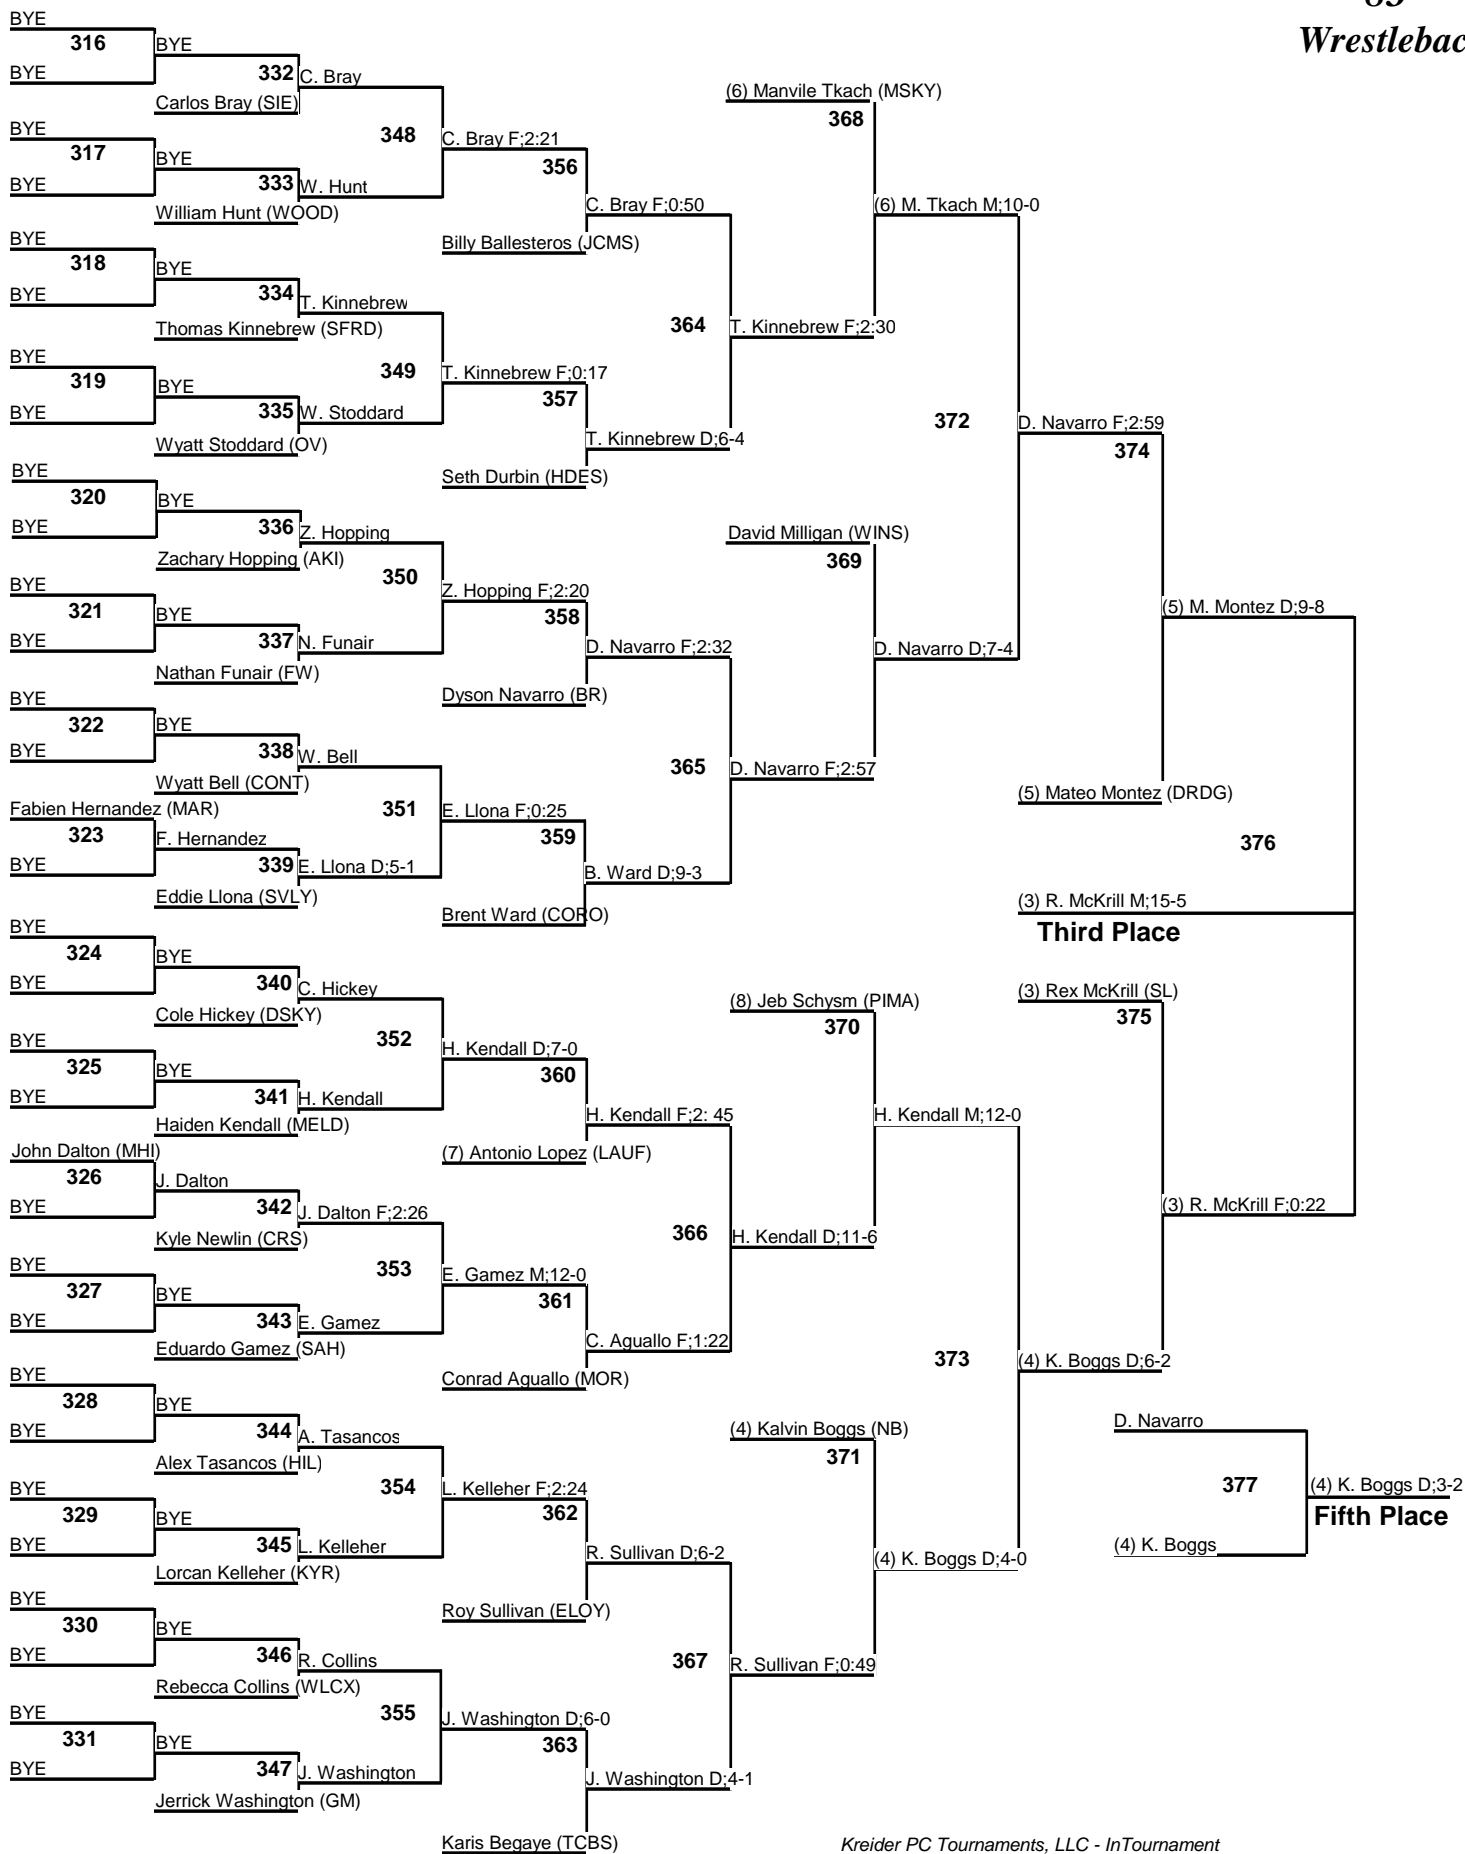 85
Wrestlebac
BYE
316
BYE
BYE
332
C. Bray
Carlos Bray (SIE)
BYE
317
BYE
BYE
333
W. Hunt
William Hunt (WOOD)
348
C. Bray F;2:21
356
C. Bray F;0:50
Billy Ballesteros (JCMS)
BYE
318
BYE
BYE
334
T. Kinnebrew
Thomas Kinnebrew (SFRD)
BYE
319
BYE
BYE
335
W. Stoddard
Wyatt Stoddard (OV)
349
T. Kinnebrew F;0:17
357
T. Kinnebrew D;6-4
Seth Durbin (HDES)
364
T. Kinnebrew F;2:30
(6) Manvile Tkach (MSKY)
368
(6) M. Tkach M;10-0
BYE
320
BYE
BYE
336
Z. Hopping
Zachary Hopping (AKI)
BYE
321
BYE
BYE
337
N. Funair
Nathan Funair (FW)
350
Z. Hopping F;2:20
358
D. Navarro F;2:32
Dyson Navarro (BR)
BYE
322
BYE
BYE
338
W. Bell
Wyatt Bell (CONT)
Fabien Hernandez (MAR)
323
BYE
F. Hernandez
339
E. Llona D;5-1
Eddie Llona (SVLY)
351
E. Llona F;0:25
359
B. Ward D;9-3
Brent Ward (CORO)
365
D. Navarro F;2:57
David Milligan (WINS)
369
D. Navarro D;7-4
372
D. Navarro F;2:59
374
(5) M. Montez D;9-8
(5) Mateo Montez (DRDG)
376
(3) R. McKrill M;15-5
Third Place
BYE
324
BYE
BYE
340
C. Hickey
Cole Hickey (DSKY)
BYE
325
BYE
BYE
341
H. Kendall
Haiden Kendall (MELD)
352
H. Kendall D;7-0
360
H. Kendall F;2: 45
(7) Antonio Lopez (LAUF)
John Dalton (MHI)
326
BYE
J. Dalton
342
J. Dalton F;2:26
Kyle Newlin (CRS)
BYE
327
BYE
BYE
343
E. Gamez
Eduardo Gamez (SAH)
353
E. Gamez M;12-0
361
C. Aguallo F;1:22
Conrad Aguallo (MOR)
366
H. Kendall D;11-6
(8) Jeb Schysm (PIMA)
370
H. Kendall M;12-0
BYE
328
BYE
BYE
344
A. Tasancos
Alex Tasancos (HIL)
BYE
329
BYE
BYE
345
L. Kelleher
Lorcan Kelleher (KYR)
354
L. Kelleher F;2:24
362
R. Sullivan D;6-2
Roy Sullivan (ELOY)
BYE
330
BYE
BYE
346
R. Collins
Rebecca Collins (WLCX)
BYE
331
BYE
BYE
347
J. Washington
Jerrick Washington (GM)
355
J. Washington D;6-0
363
J. Washington D;4-1
Karis Begaye (TCBS)
367
R. Sullivan F;0:49
(4) Kalvin Boggs (NB)
371
(4) K. Boggs D;4-0
373
(4) K. Boggs D;6-2
(3) Rex McKrill (SL)
375
(3) R. McKrill F;0:22
D. Navarro
377
(4) K. Boggs
(4) K. Boggs D;3-2
Fifth Place
Kreider PC Tournaments, LLC - InTournament